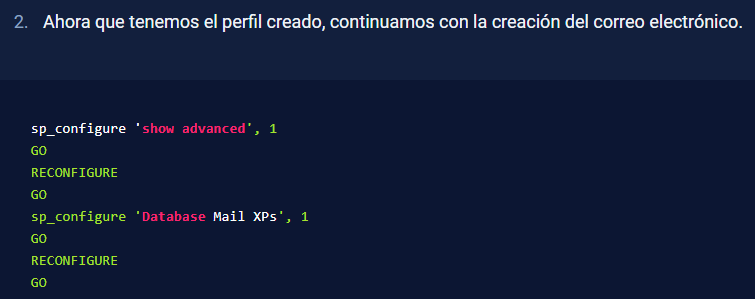 2. Ahora que tenemos el perfil creado, continuamos con la creación del correo electrónico.
sp_configure 'show advanced', 1
GO
RECONFIGURE
GO
sp_configure 'Database Mail XPs', 1
GO
RECONFIGURE
GO